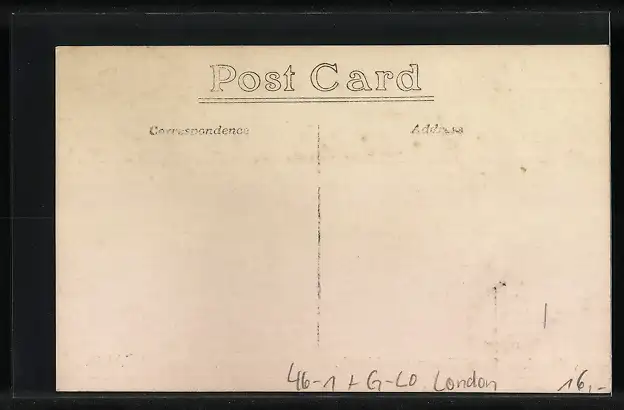 Post Card
Correspondence Address
46-1 + G-LO London 16,-